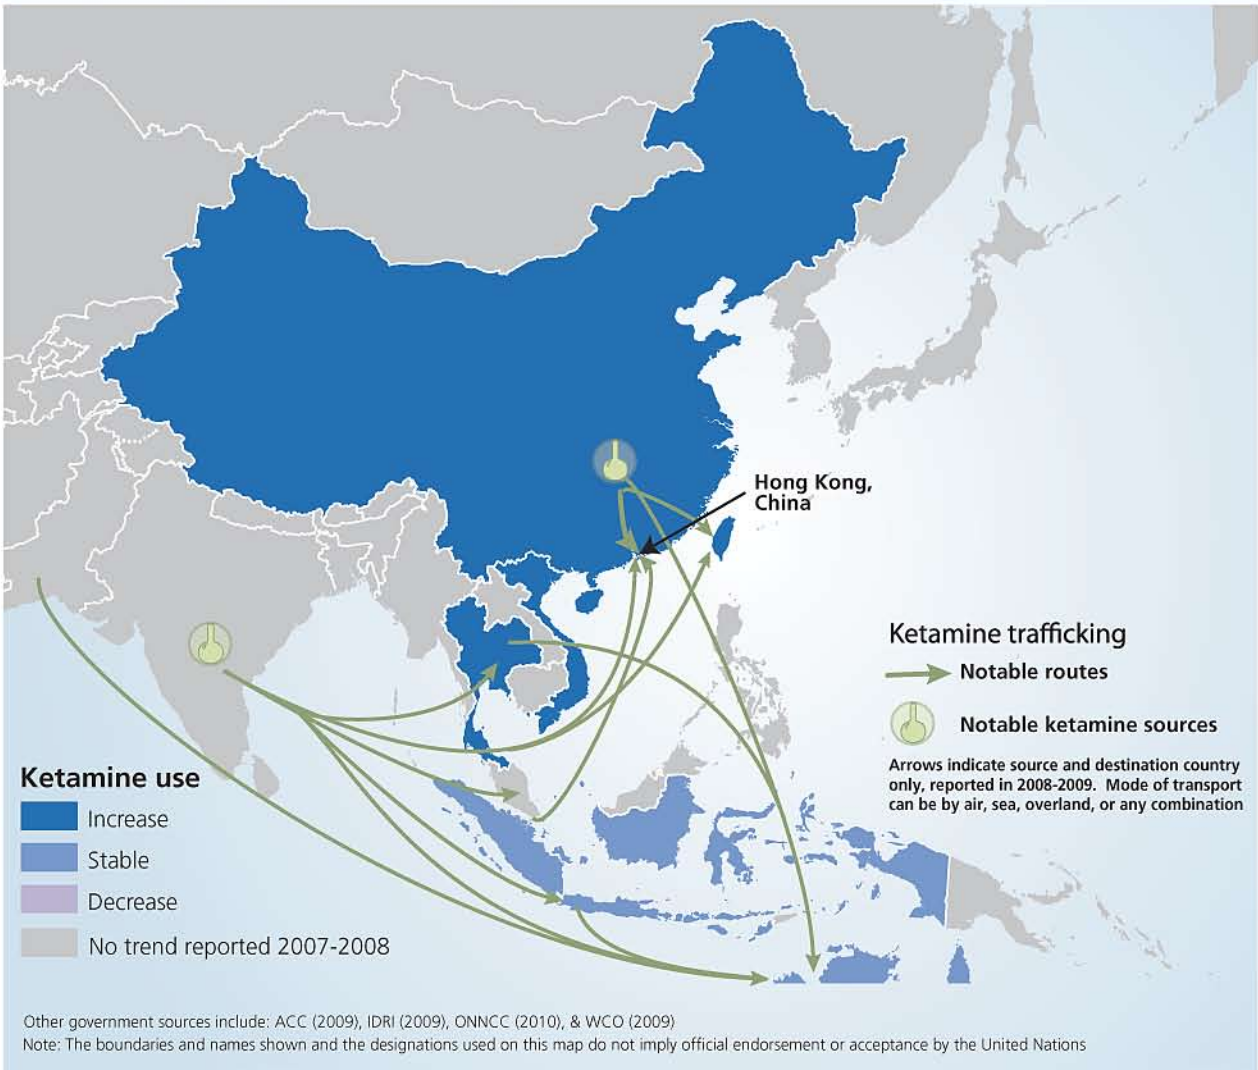 Hong Kong,
China
Ketamine trafficking
Notable routes
Notable ketamine sources
Arrows indicate source and destination country
only, reported in 2008-2009. Mode of transport
can be by air, sea, overland, or any combination
Ketamine use
Increase
Stable
Decrease
No trend reported 2007-2008
Other government sources include: ACC (2009), IDRI (2009), ONNCC (2010), & WCO (2009)
Note: The boundaries and names shown and the designations used on this map do not imply official endorsement or acceptance by the United Nations